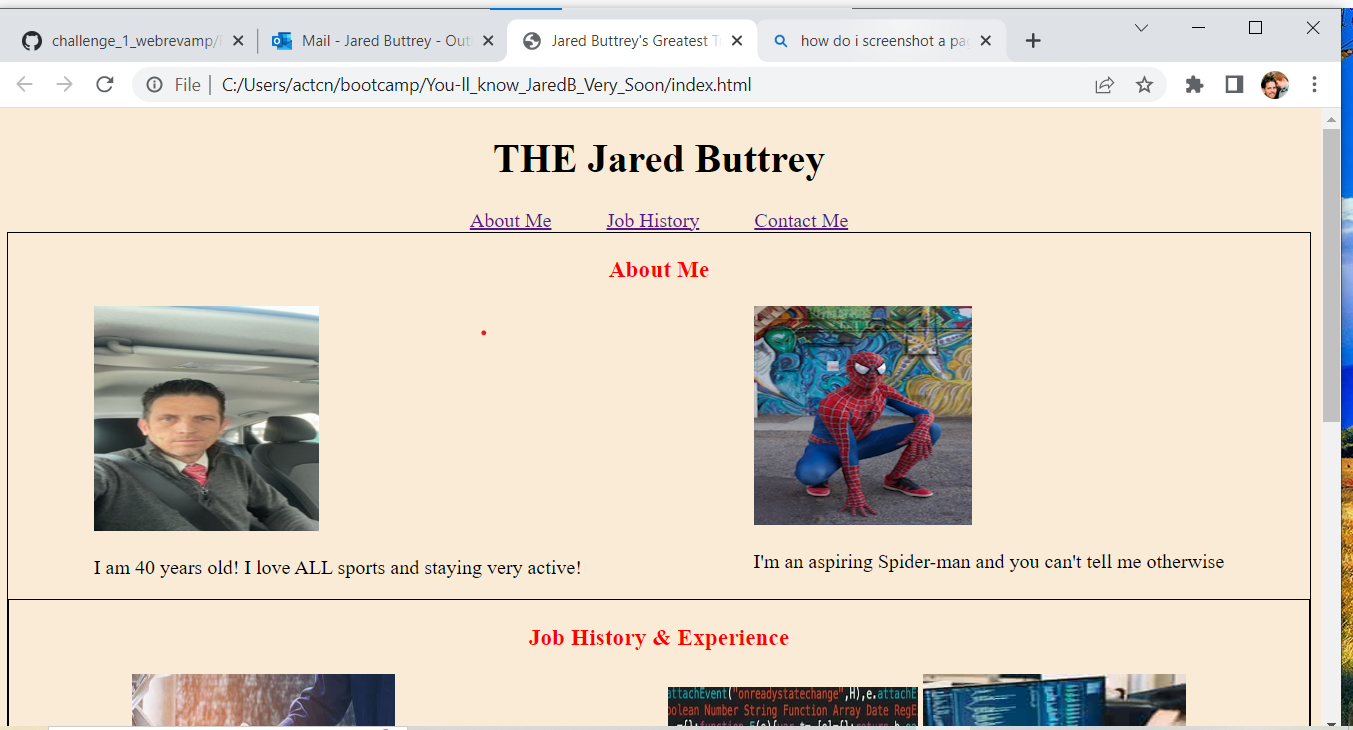 challenge_1_webrevamp/
Mail - Jared Buttrey - Out
Jared Buttrey's Greatest T
how do i screenshot a pa
File
C:/Users/actcn/bootcamp/You-ll_know_JaredB_Very_Soon/index.html
THE Jared Buttrey
About Me Job History Contact Me
About Me
I am 40 years old! I love ALL sports and staying very active!
I'm an aspiring Spider-man and you can't tell me otherwise
Job History & Experience
attachEvent("onreadystatechange",H),e.attachE
oolean Number String Function Array Date RegE